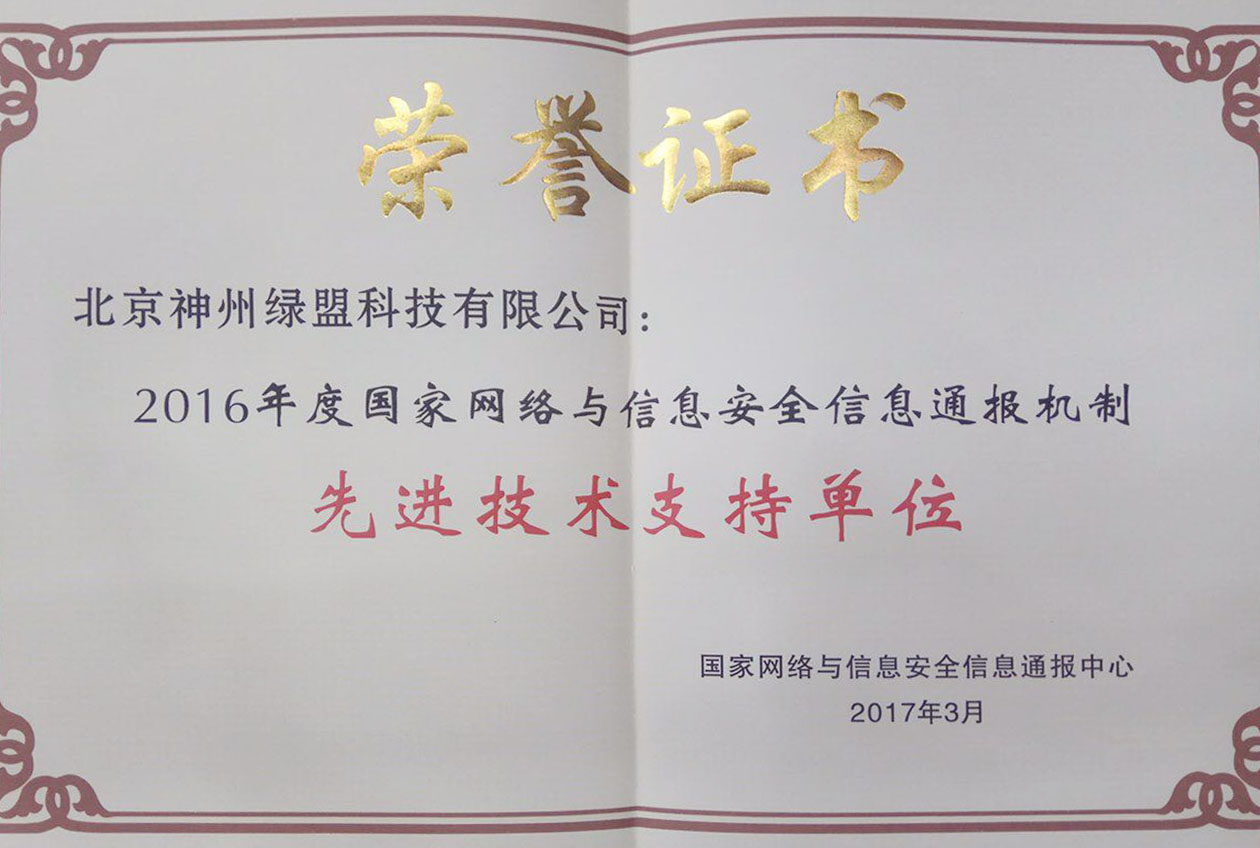 荣誉证书
北京神州绿盟科技有限公司：
2016年度国家网络与信息安全信息通报机制
先进技术支持单位
国家网络与信息安全信息通报中心
2017年3月